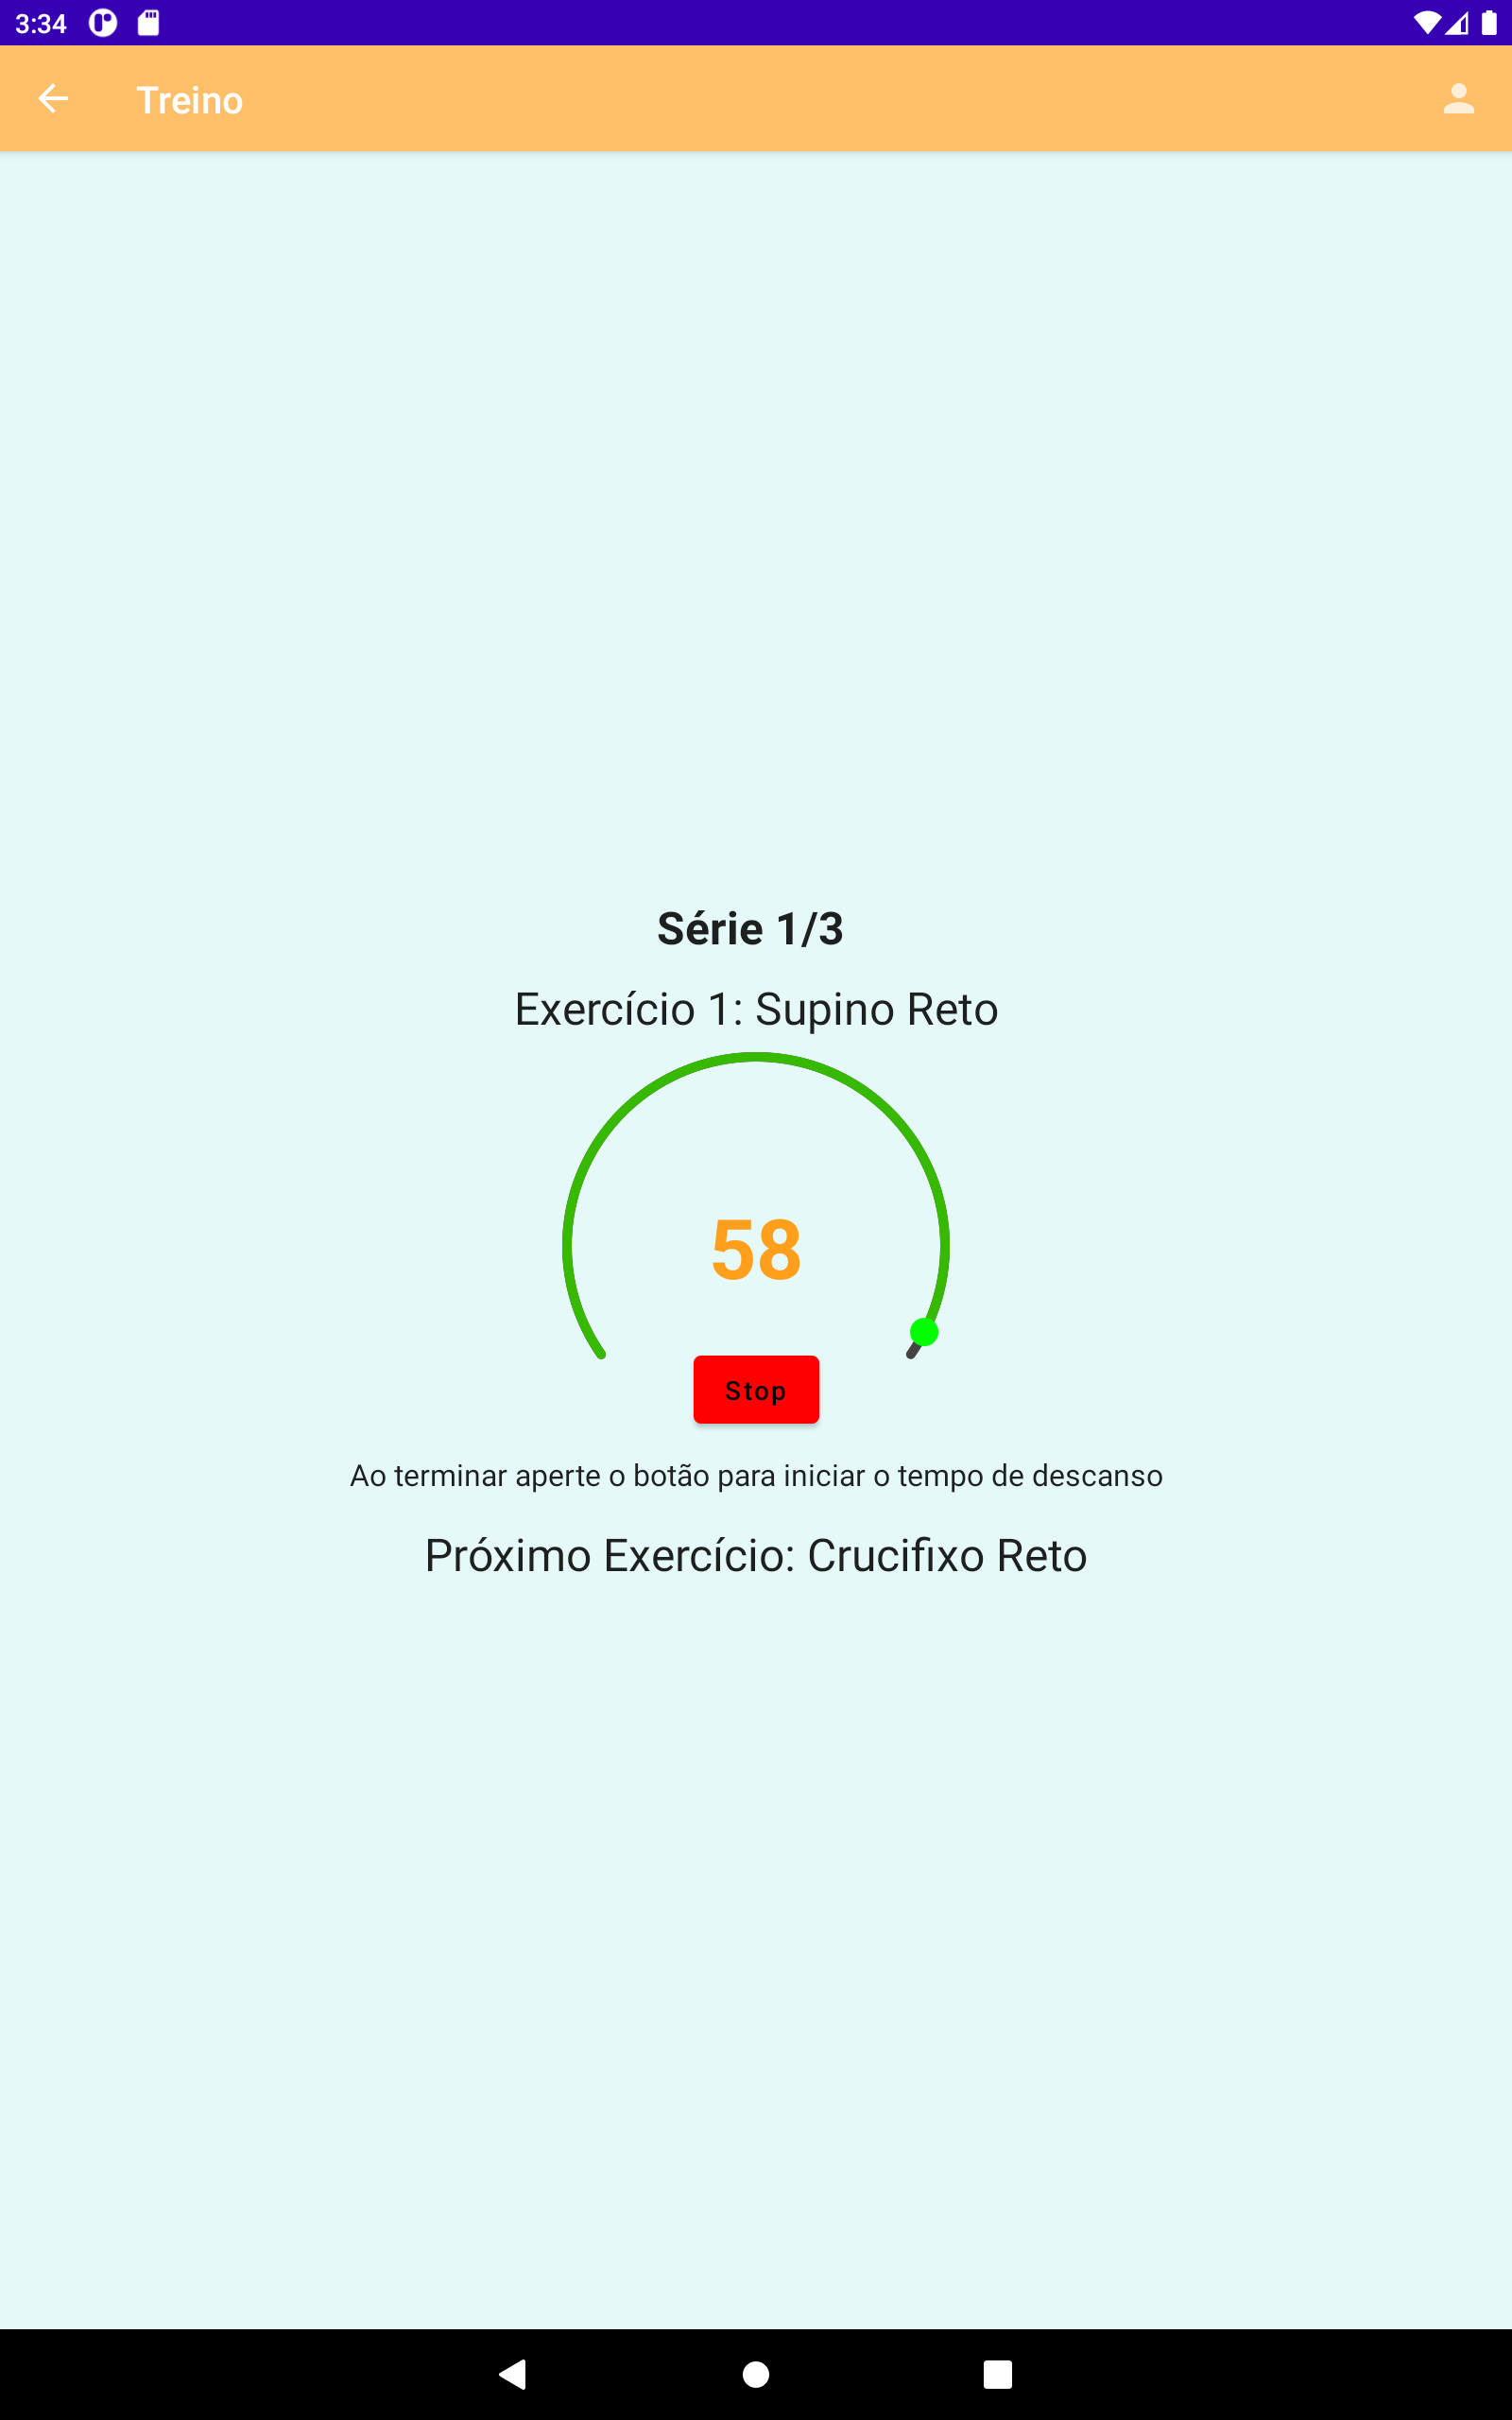 3:34
Treino
Série 1/3
Exercício 1: Supino Reto
58
Stop
Ao terminar aperte o botão para iniciar o tempo de descanso
Próximo Exercício: Crucifixo Reto